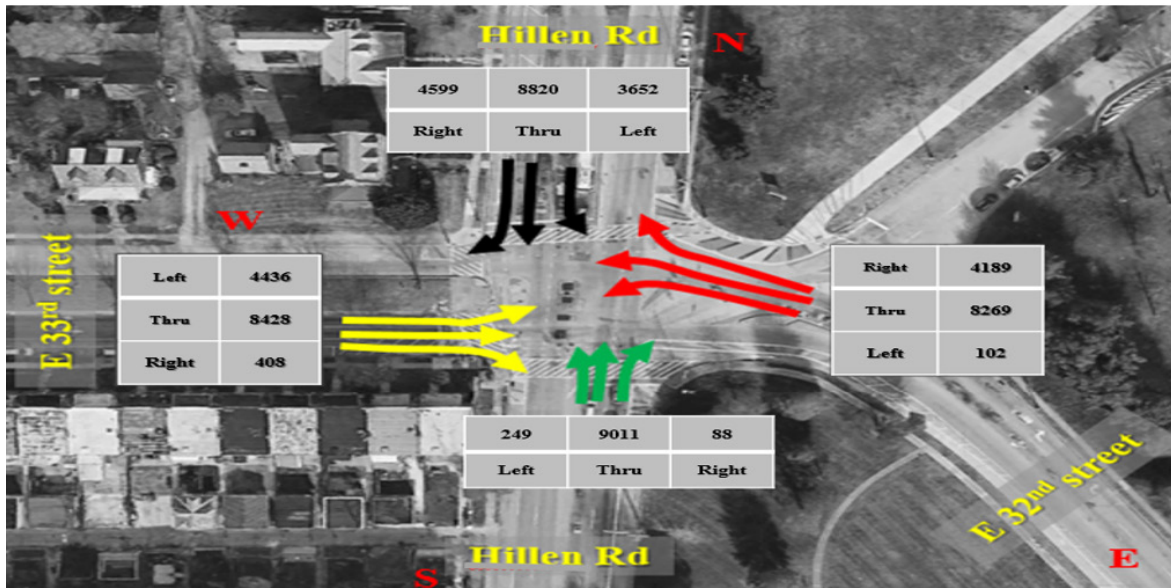 Hillen Rd
N
4599 8820 3652
Right Thru Left
W
E 33rd street
Left 4436
Thru 8428
Right 408
Right 4189
Thru 8269
Left 102
249 9011 88
Left Thru Right
E 32nd street
Hillen Rd
S
E